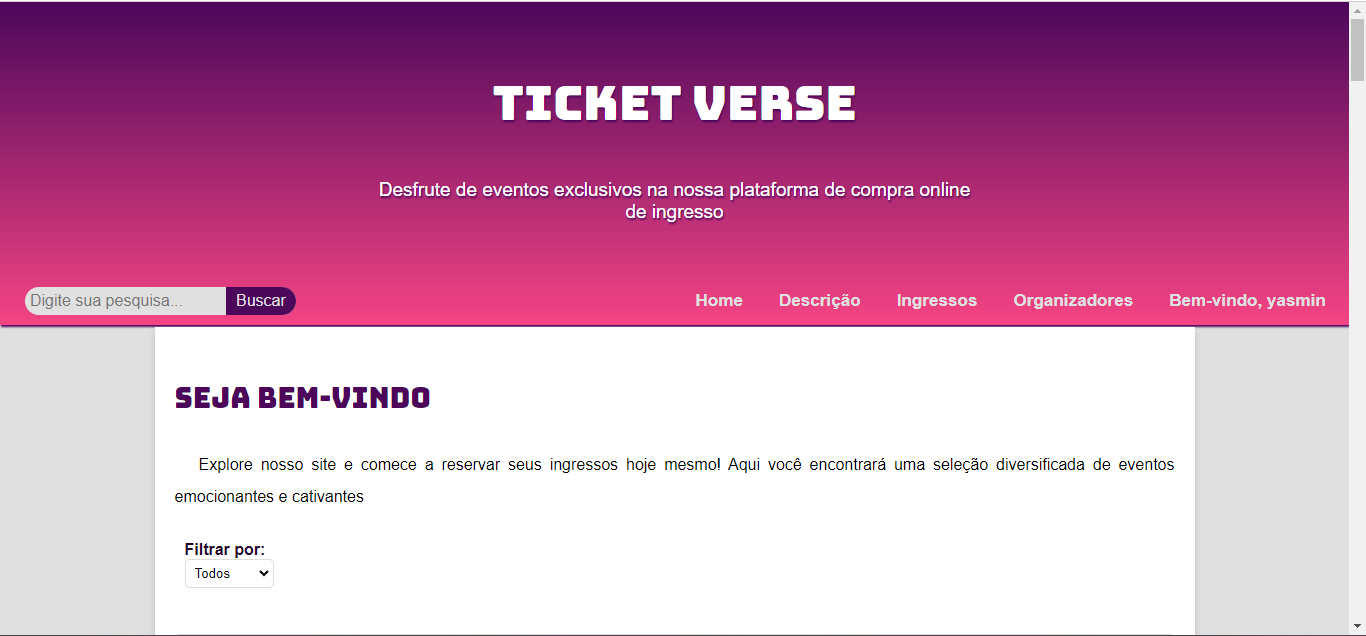 TICKET VERSE
Desfrute de eventos exclusivos na nossa plataforma de compra online
de ingresso
Digite sua pesquisa... Buscar Home Descrição Ingressos Organizadores Bem-vindo, yasmin
SEJA BEM-VINDO
Explore nosso site e comece a reservar seus ingressos hoje mesmo! Aqui você encontrará uma seleção diversificada de eventos
emocionantes e cativantes
Filtrar por:
Todos